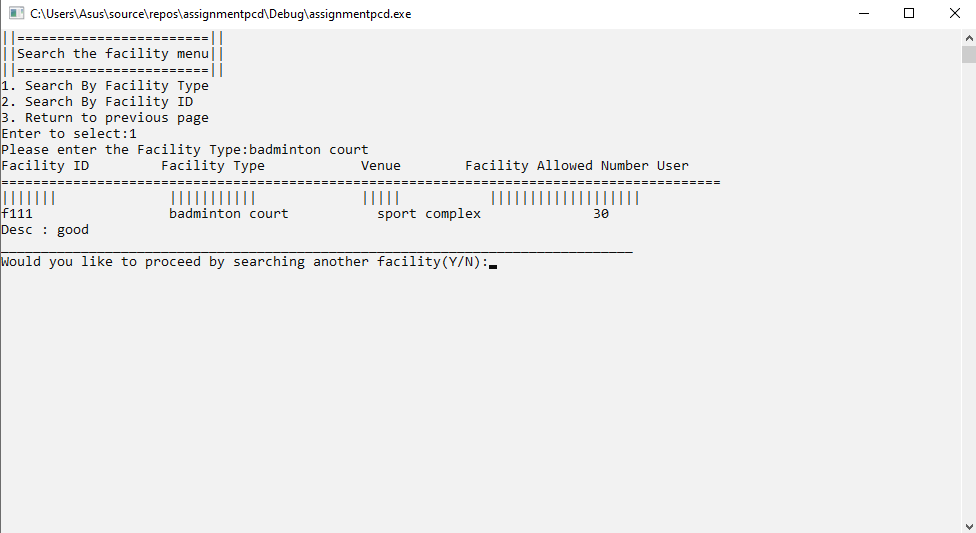 C:\Users\Asus\source\repos\assignmentpcd\Debug\assignmentpcd.exe
||========================||
||Search the facility menu||
||========================||
1. Search By Facility Type
2. Search By Facility ID
3. Return to previous page
Enter to select:1
Please enter the Facility Type:badminton court
Facility ID         Facility Type            Venue        Facility Allowed Number User
==========================================================================================
|||||||              |||||||||||             |||||           |||||||||||||||||||
f111                 badminton court           sport complex              30
Desc : good
_______________________________________________________________________________
Would you like to proceed by searching another facility(Y/N):